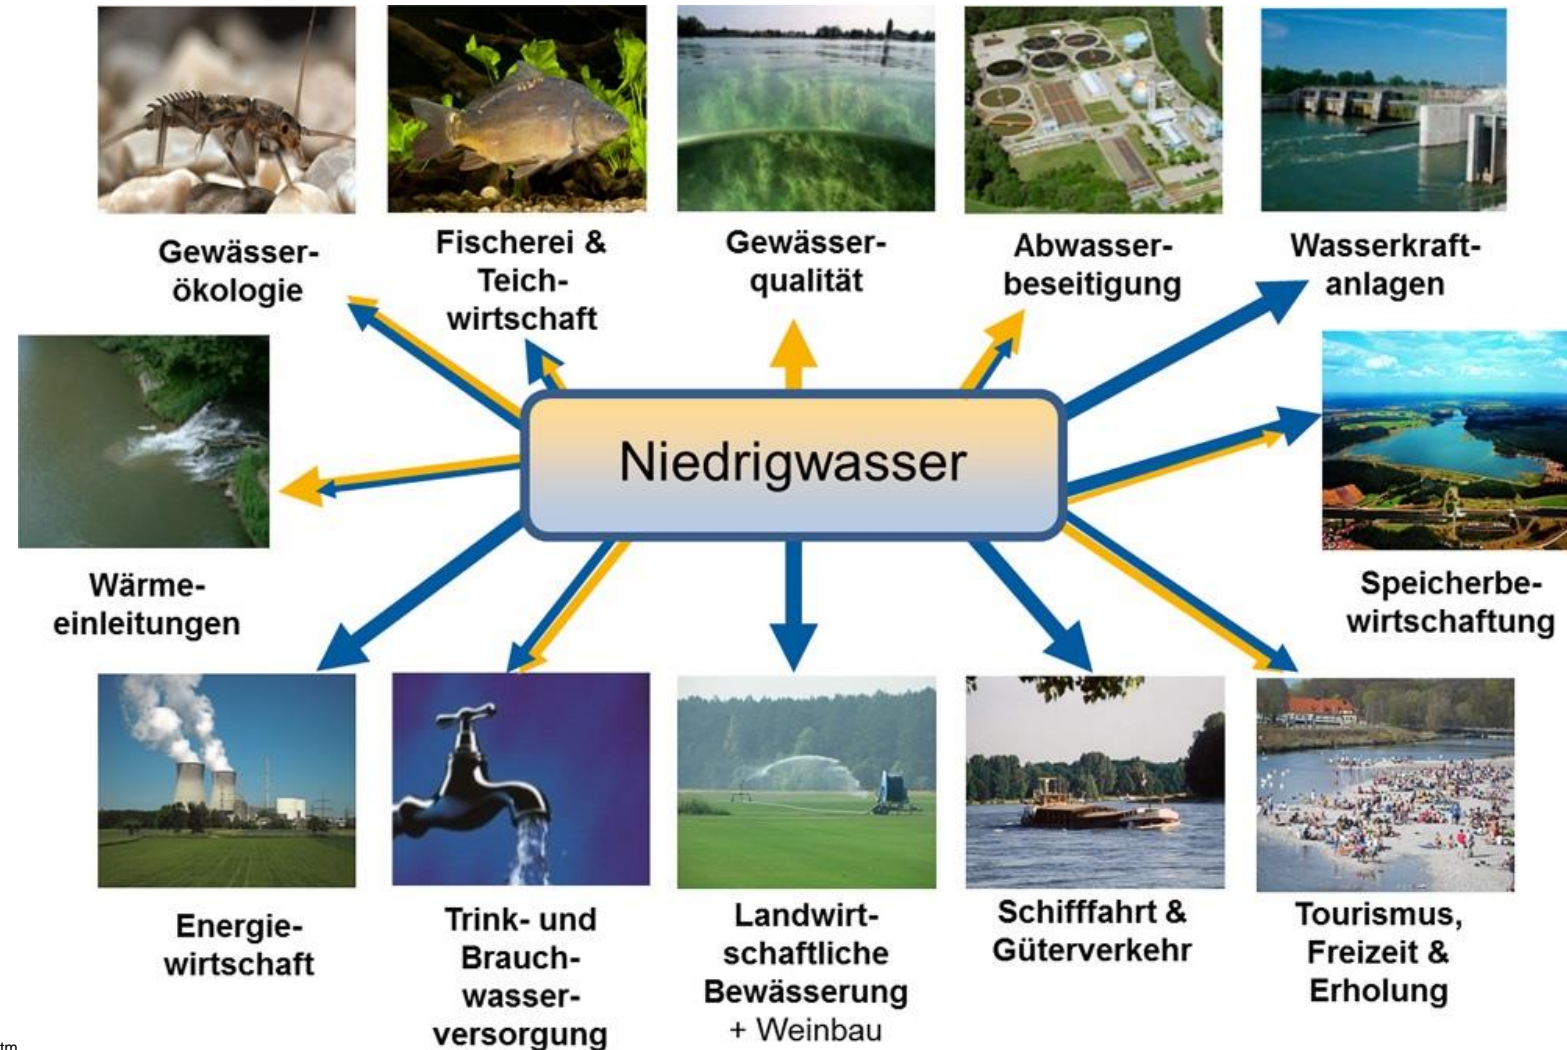 Gewässer-
ökologie
Fischerei &
Teich-
wirtschaft
Gewässer-
qualität
Abwasser-
beseitigung
Wasserkraft-
anlagen
Niedrigwasser
Wärme-
einleitungen
Speicherbe-
wirtschaftung
Energie-
wirtschaft
Trink- und
Brauch-
wasser-
versorgung
Landwirt-
schaftliche
Bewässerung
+ Weinbau
Schifffahrt &
Güterverkehr
Tourismus,
Freizeit &
Erholung
tm